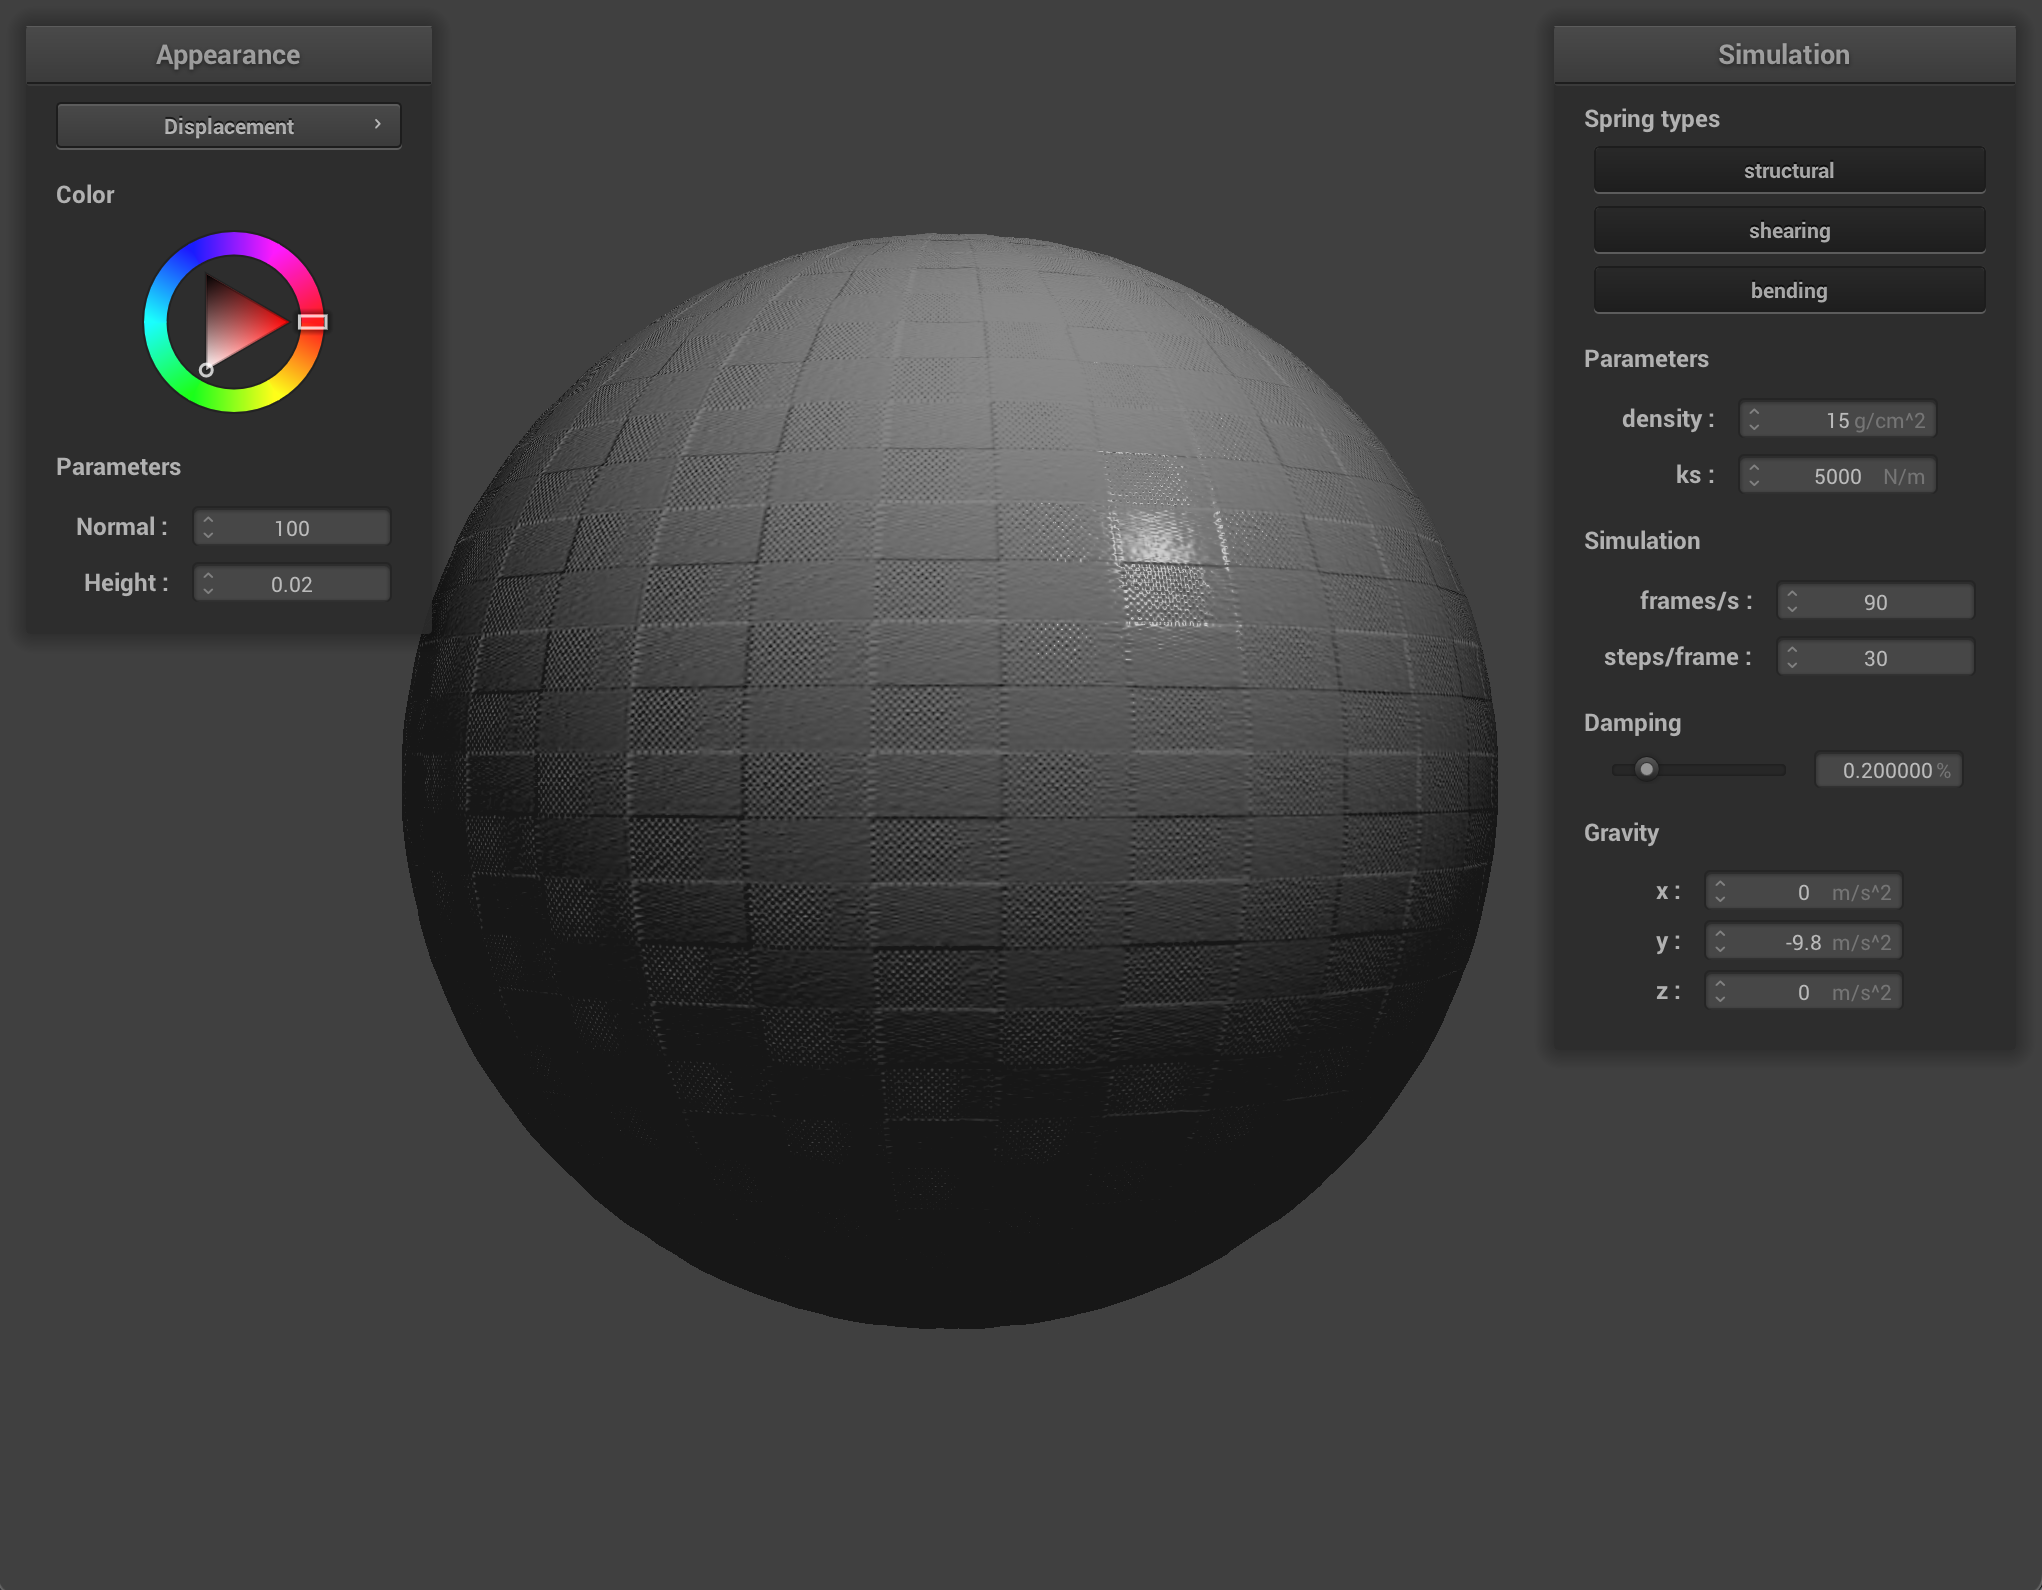 Appearance
Displacement
Color
Parameters
Normal : 100
Height : 0.02
Simulation
Spring types
structural
shearing
bending
Parameters
density : 15 g/cm^2
ks : 5000 N/m
Simulation
frames/s : 90
steps/frame : 30
Damping
0.200000 %
Gravity
x : 0 m/s^2
y : -9.8 m/s^2
z : 0 m/s^2